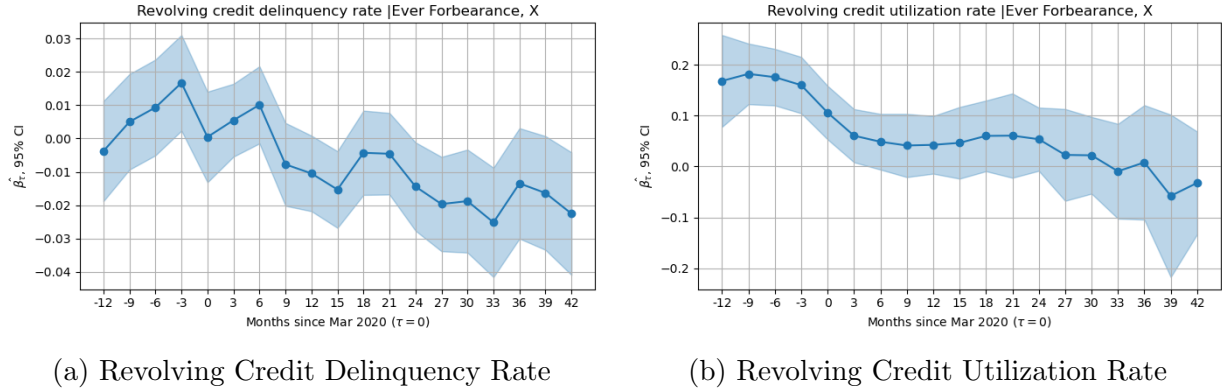 Revolving credit delinquency rate |Ever Forbearance, X
0.03
0.02
0.01
0.00
−0.01
−0.02
−0.03
−0.04
β̂τ, 95% CI
-12 -9 -6 -3 0 3 6 9 12 15 18 21 24 27 30 33 36 39 42
Months since Mar 2020 (τ = 0)
(a) Revolving Credit Delinquency Rate
Revolving credit utilization rate |Ever Forbearance, X
0.2
0.1
0.0
−0.1
−0.2
β̂τ, 95% CI
-12 -9 -6 -3 0 3 6 9 12 15 18 21 24 27 30 33 36 39 42
Months since Mar 2020 (τ = 0)
(b) Revolving Credit Utilization Rate